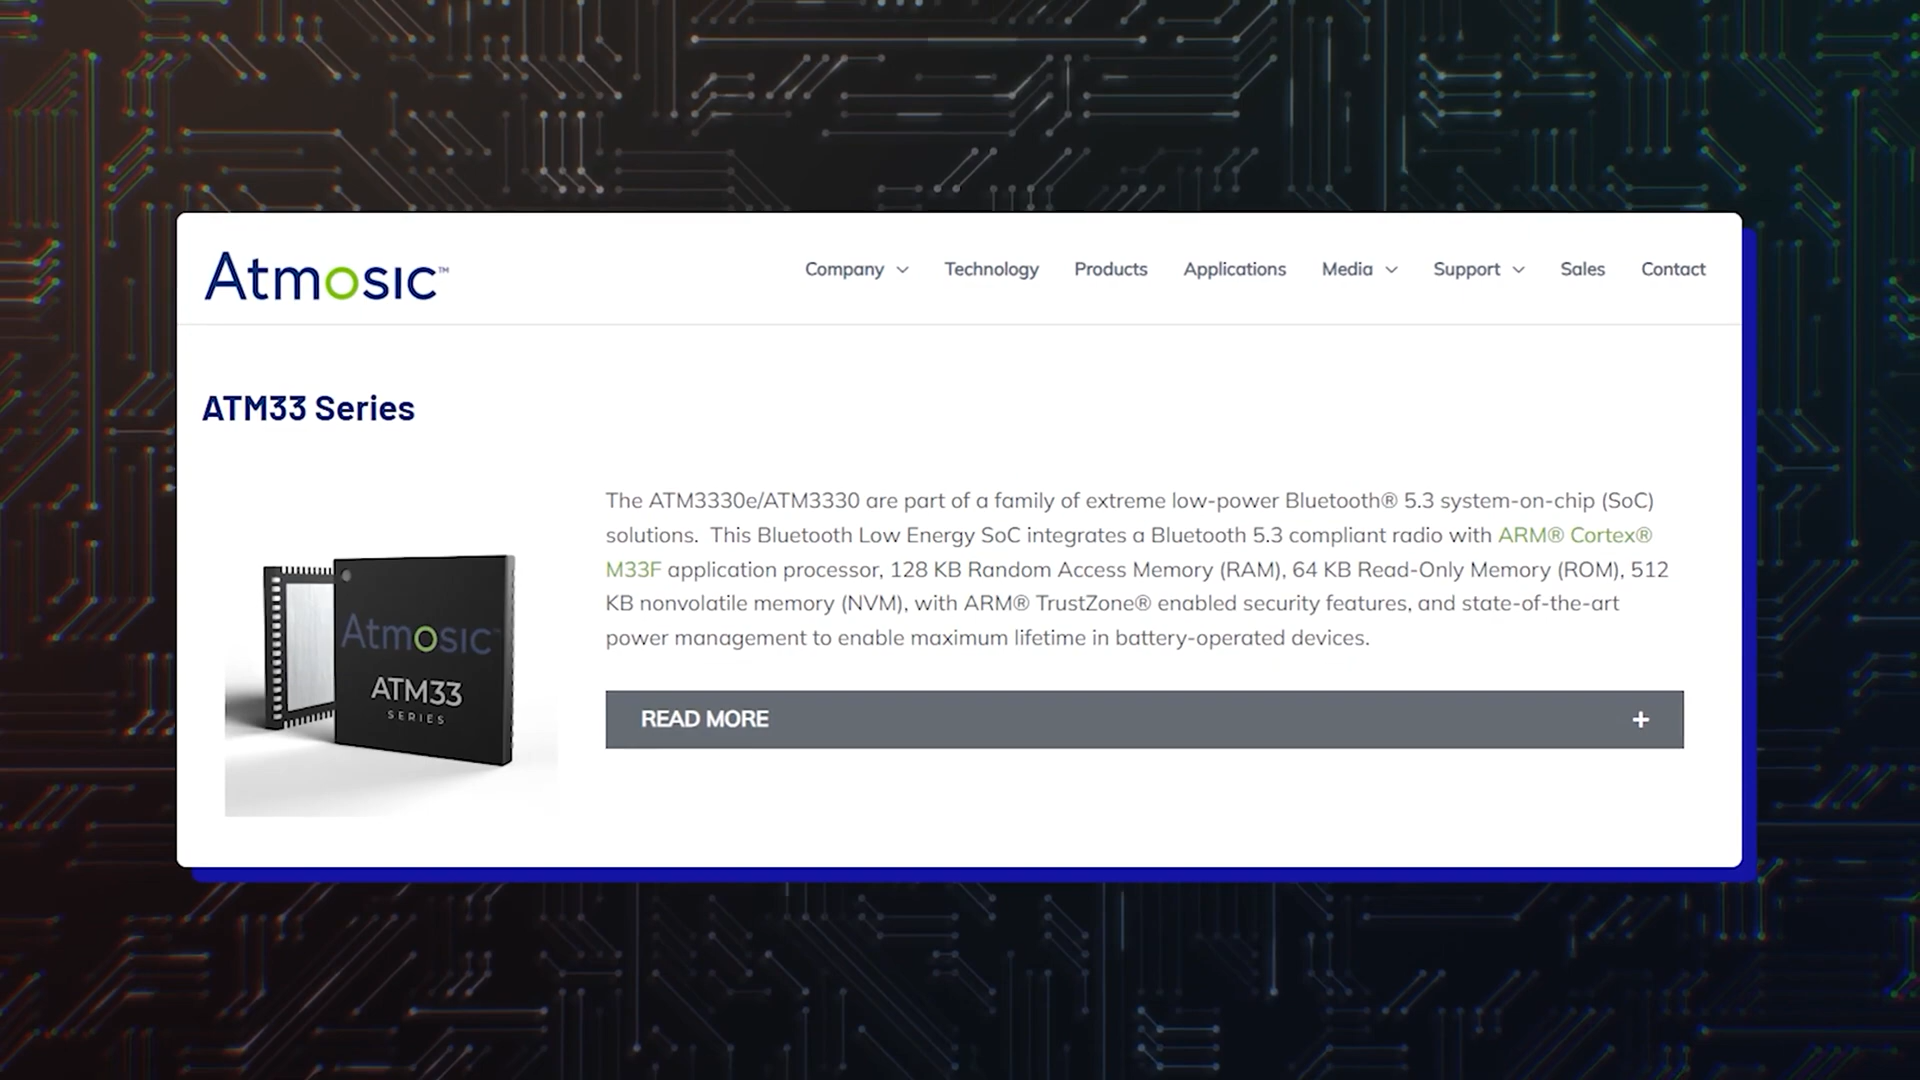 Atmosic™
Company Technology Products Applications Media Support Sales Contact
ATM33 Series
The ATM3330e/ATM3330 are part of a family of extreme low-power Bluetooth® 5.3 system-on-chip (SoC)
solutions. This Bluetooth Low Energy SoC integrates a Bluetooth 5.3 compliant radio with ARM® Cortex®
M33F application processor, 128 KB Random Access Memory (RAM), 64 KB Read-Only Memory (ROM), 512
KB nonvolatile memory (NVM), with ARM® TrustZone® enabled security features, and state-of-the-art
power management to enable maximum lifetime in battery-operated devices.
Atmosic™
ATM33
SERIES
READ MORE +